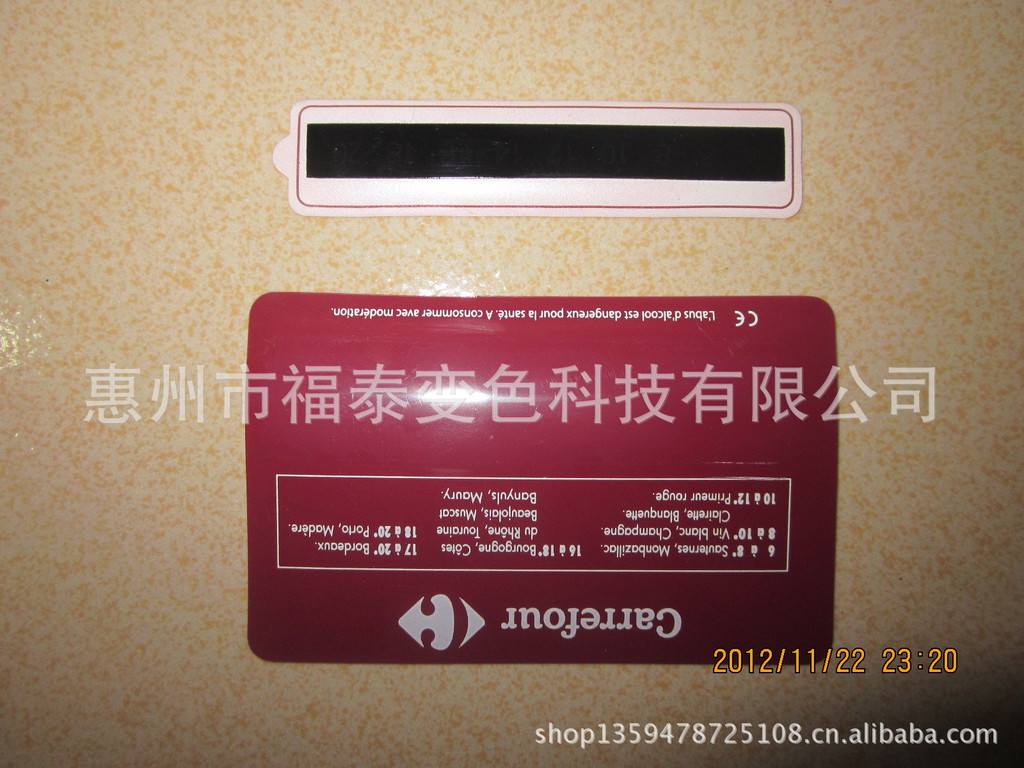 18 20
惠州市福泰变色科技有限公司
Carrefour
6 à 8° Sauternes, Monbazillac.
8 à 10° Vin blanc, Champagne.
Clairette, Blanquette.
10 à 12° Primeur rouge.
16 à 18° Bourgogne, Côtes
du Rhône, Touraine
Beaujolais, Muscat
Banyuls, Maury.
17 à 20° Bordeaux.
18 à 20° Porto, Madère.
CE L'abus d'alcool est dangereux pour la santé. A consommer avec modération.
2012/11/22 23:20
shop1359478725108.cn.alibaba.com